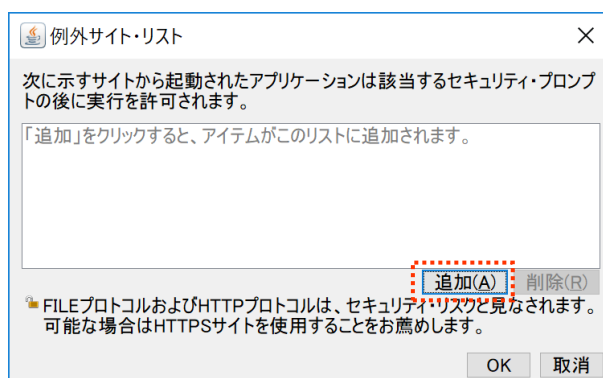 例外サイト・リスト
次に示すサイトから起動されたアプリケーションは該当するセキュリティ・プロンプ
トの後に実行を許可されます。
「追加」をクリックすると、アイテムがこのリストに追加されます。
追加(A) 削除(R)
FILEプロトコルおよびHTTPプロトコルは、セキュリティ・リスクと見なされます。
可能な場合はHTTPSサイトを使用することをお薦めします。
OK 取消